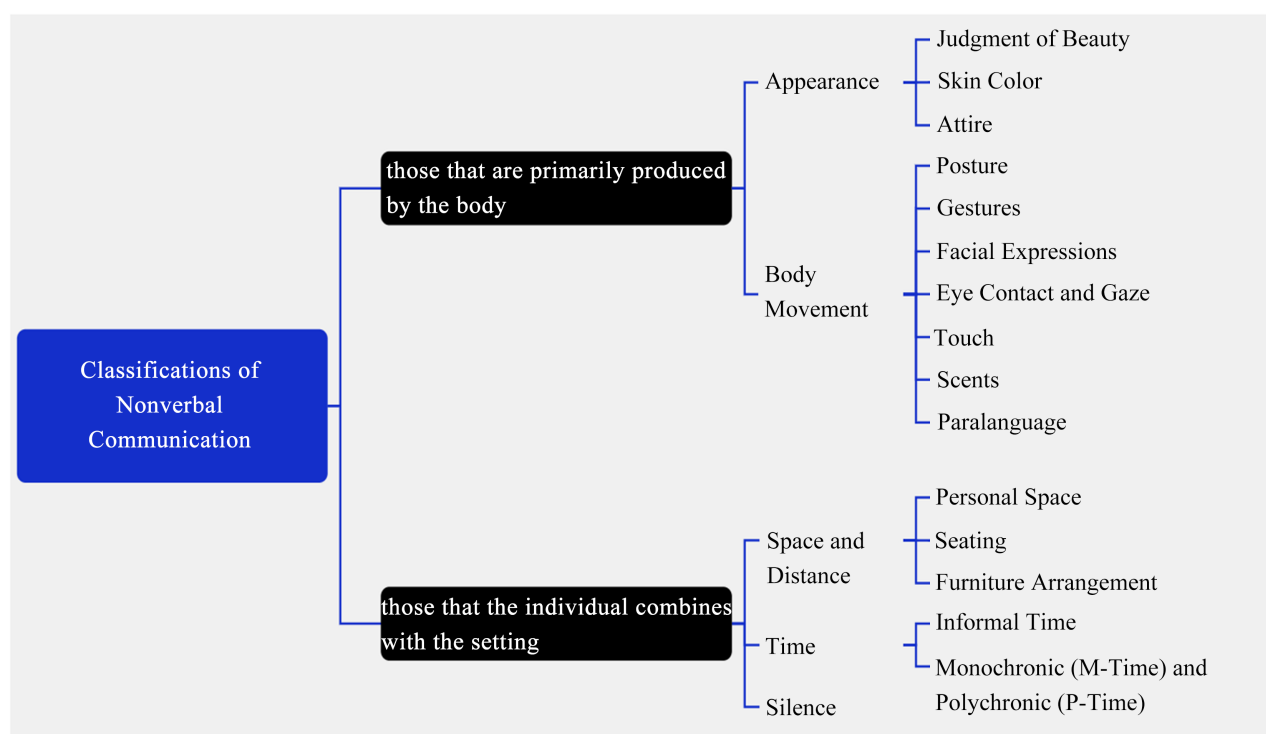 Classifications of
Nonverbal
Communication
those that are primarily produced
by the body
Appearance
Judgment of Beauty
Skin Color
Attire
Body
Movement
Posture
Gestures
Facial Expressions
Eye Contact and Gaze
Touch
Scents
Paralanguage
those that the individual combines
with the setting
Space and
Distance
Personal Space
Seating
Furniture Arrangement
Time
Informal Time
Monochronic (M-Time) and
Polychronic (P-Time)
Silence